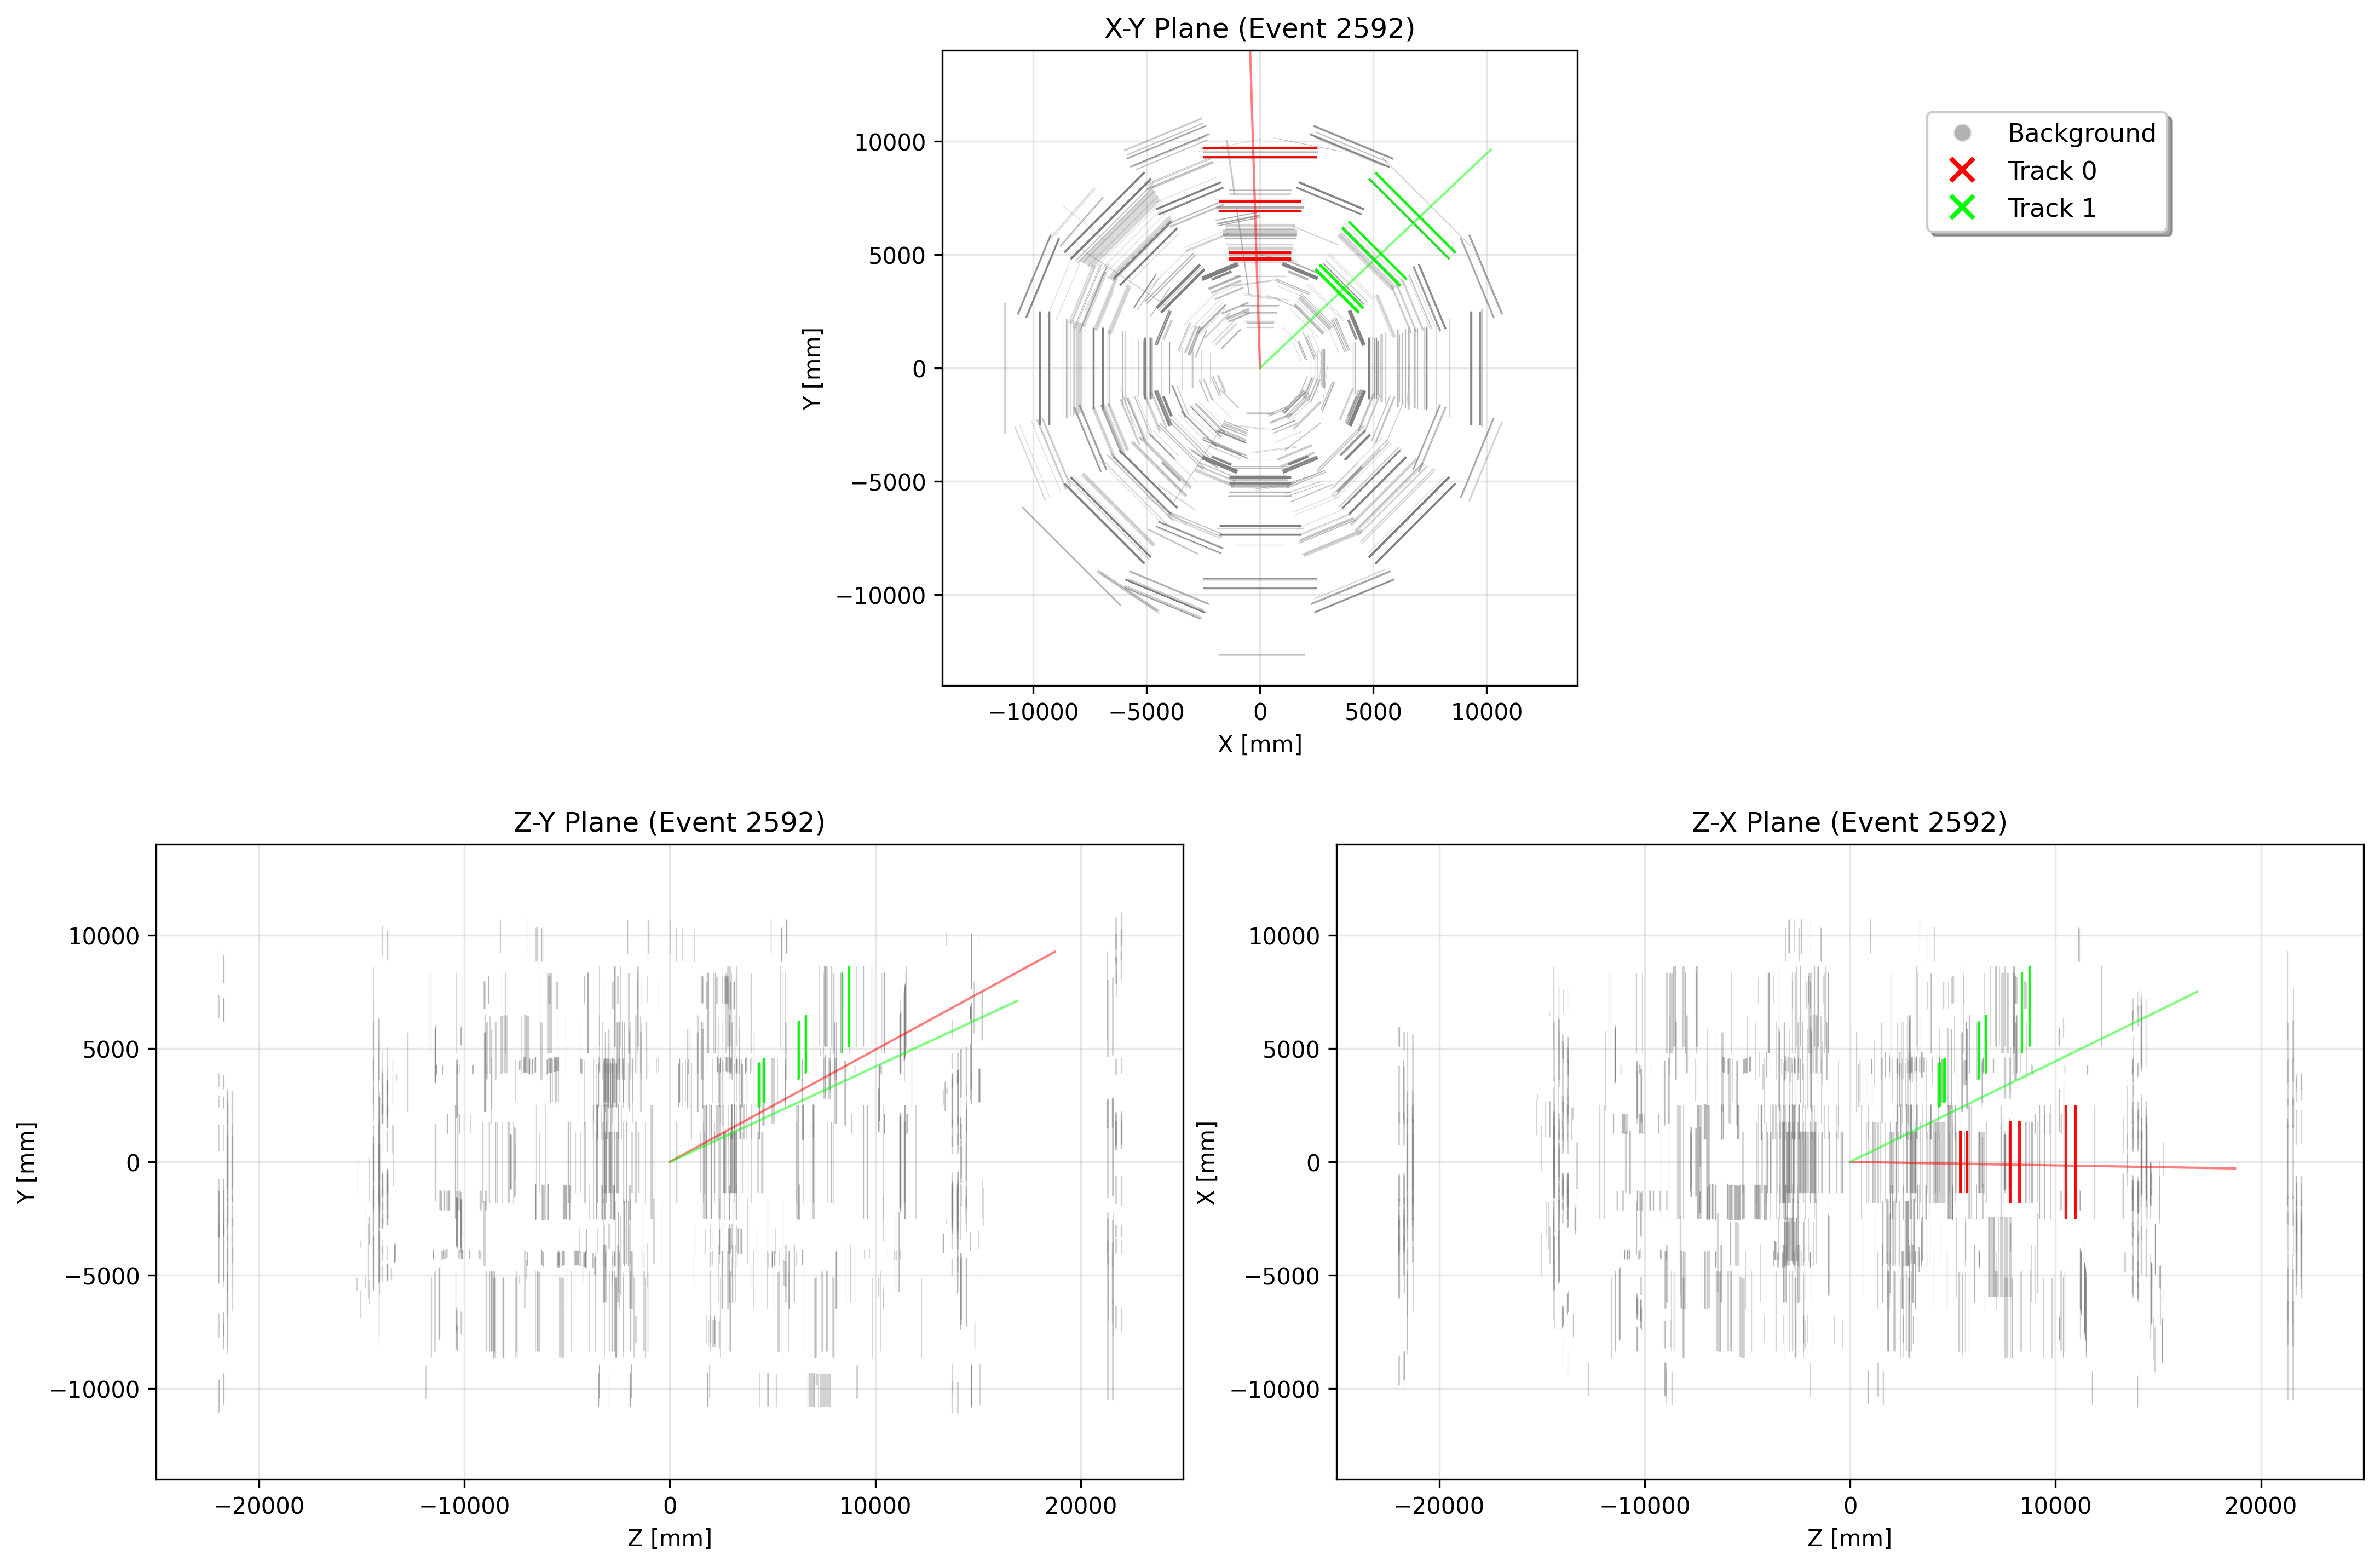 X-Y Plane (Event 2592)
10000
5000
0
−5000
−10000
Y [mm]
−10000 −5000 0 5000 10000
X [mm]
Background
Track 0
Track 1
Z-Y Plane (Event 2592)
10000
5000
0
−5000
−10000
Y [mm]
−20000 −10000 0 10000 20000
Z [mm]
Z-X Plane (Event 2592)
10000
5000
0
−5000
−10000
X [mm]
−20000 −10000 0 10000 20000
Z [mm]